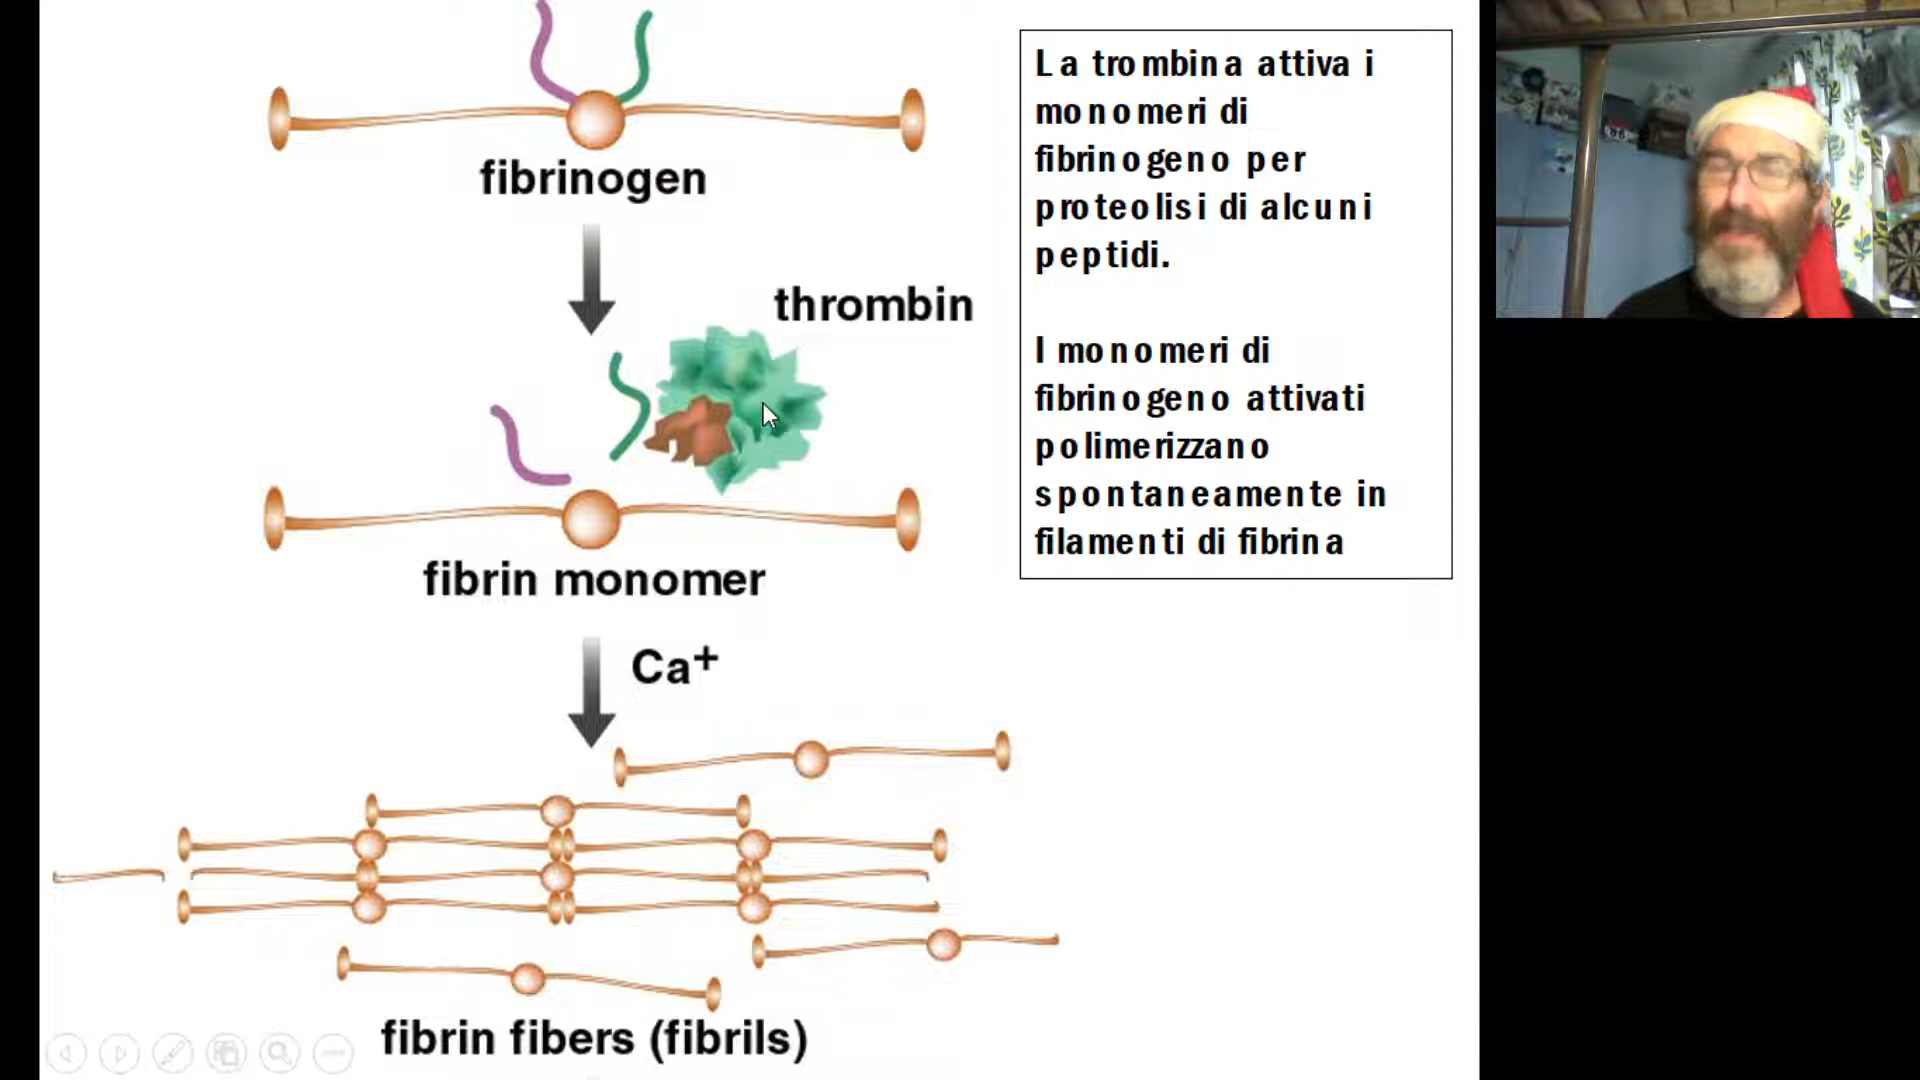 fibrinogen
thrombin
fibrin monomer
Ca+
fibrin fibers (fibrils)
La trombina attiva i
monomeri di
fibrinogeno per
proteolisi di alcuni
peptidi.
I monomeri di
fibrinogeno attivati
polimerizzano
spontaneamente in
filamenti di fibrina